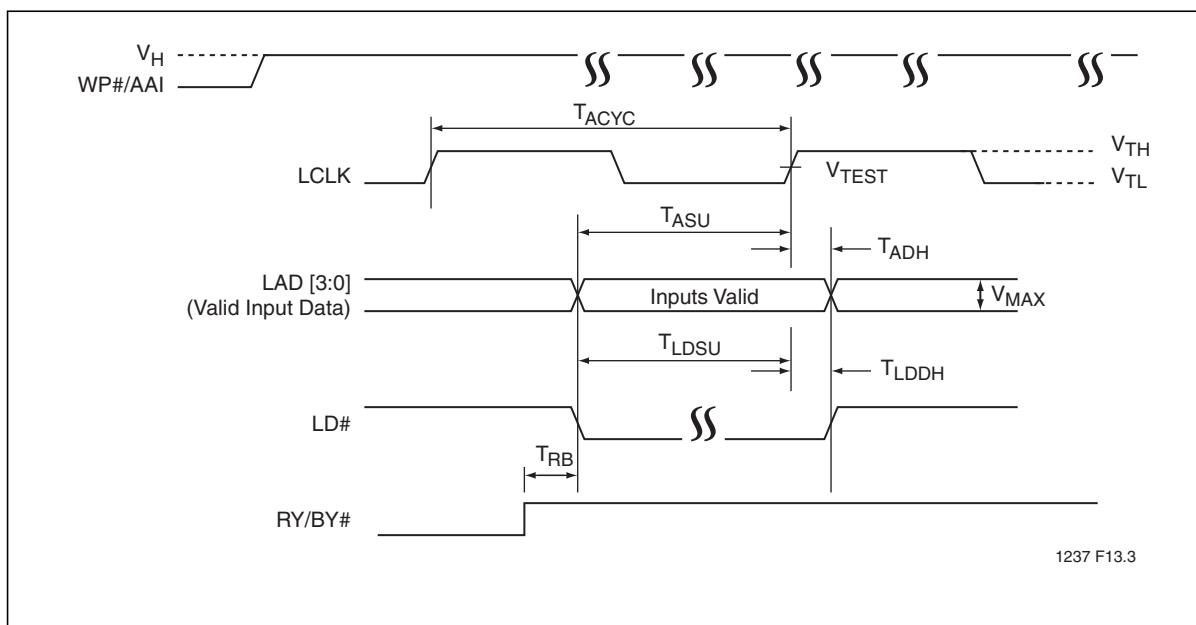 VH
WP#/AAI
TACYC
VTH
LCLK
VTEST
VTL
TASU
TADH
LAD [3:0]
(Valid Input Data)
Inputs Valid
VMAX
TLDSU
TLDDH
LD#
TRB
RY/BY#
1237 F13.3